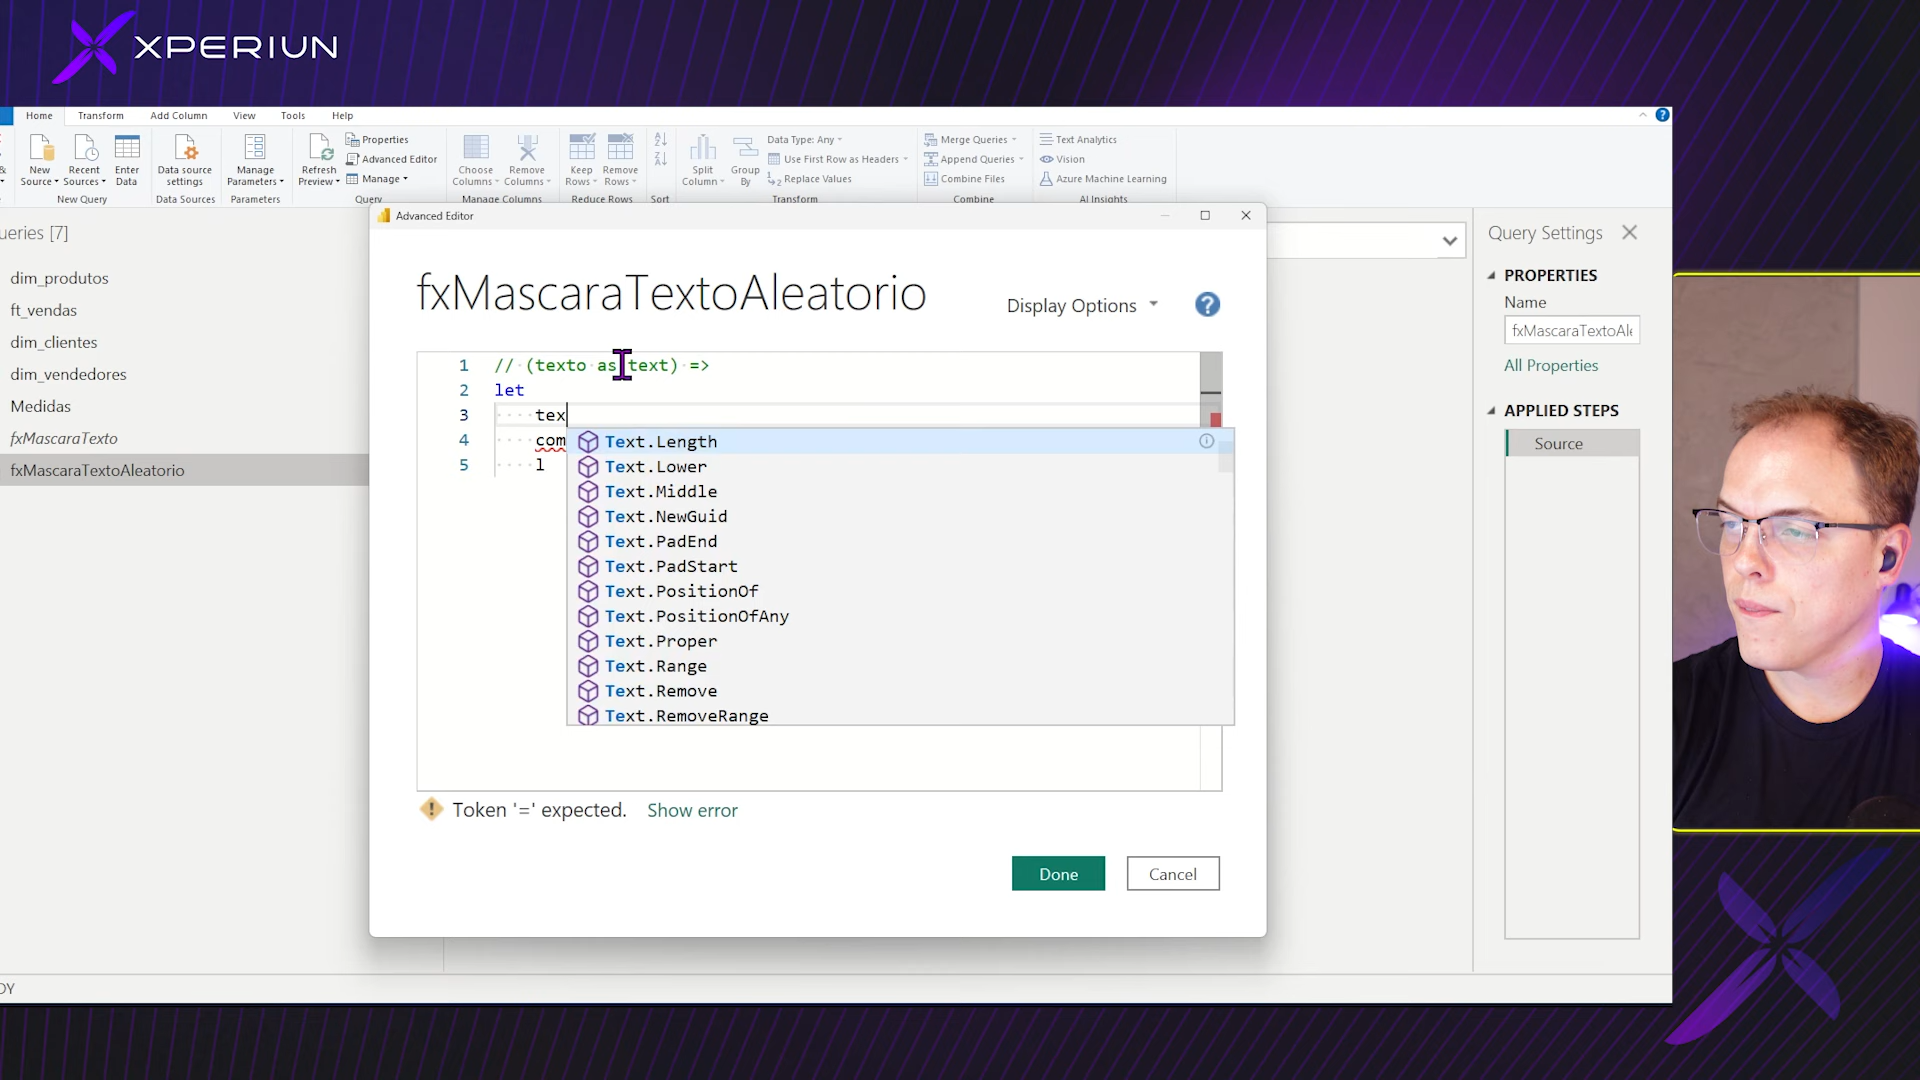 XPERIUN
Home Transform Add Column View Tools Help
New Source
Recent Sources
Enter Data
New Query
Data source settings
Data Sources
Manage Parameters
Parameters
Refresh Preview
Properties
Advanced Editor
Manage
Query
Choose Columns
Remove Columns
Manage Columns
Keep Rows
Remove Rows
Reduce Rows
Sort
Split Column
Group By
Data Type: Any
Use First Row as Headers
Replace Values
Transform
Merge Queries
Append Queries
Combine Files
Combine
Text Analytics
Vision
Azure Machine Learning
AI Insights
ueries [7]
dim_produtos
ft_vendas
dim_clientes
dim_vendedores
Medidas
fxMascaraTexto
fxMascaraTextoAleatorio
Advanced Editor
fxMascaraTextoAleatorio
Display Options
1 // (texto as text) =>
2 let
3 tex
4 com
5 l
Text.Length
Text.Lower
Text.Middle
Text.NewGuid
Text.PadEnd
Text.PadStart
Text.PositionOf
Text.PositionOfAny
Text.Proper
Text.Range
Text.Remove
Text.RemoveRange
Token '=' expected. Show error
Done
Cancel
Query Settings
PROPERTIES
Name
fxMascaraTextoAle
All Properties
APPLIED STEPS
Source
DY